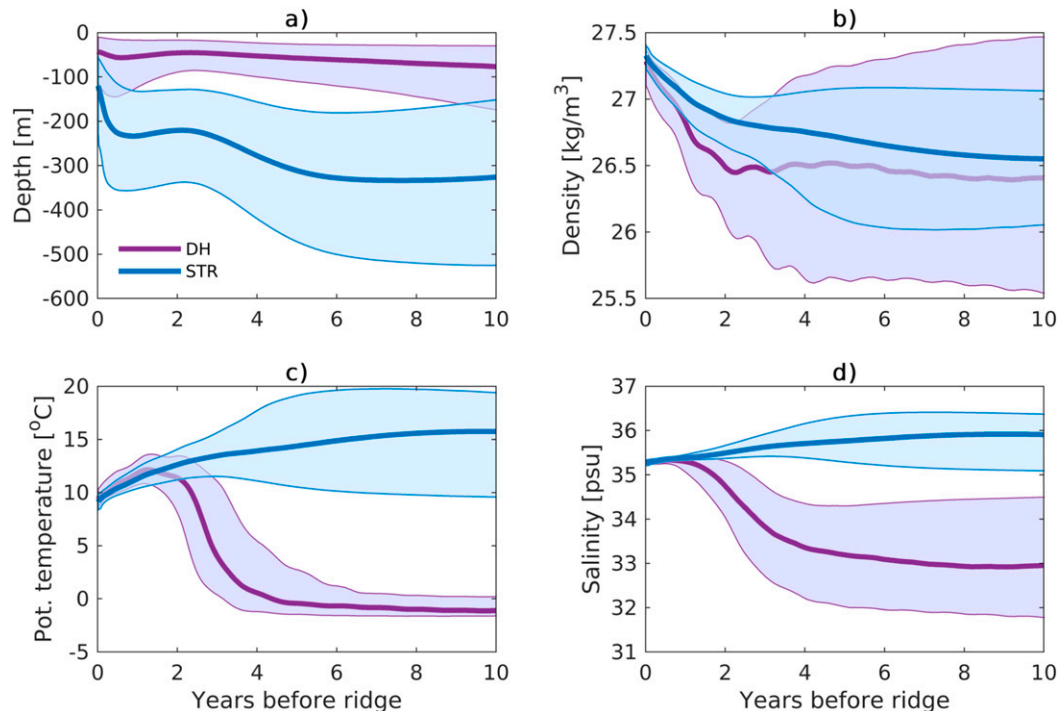 a)
0
-100
-200
-300
-400
-500
-600
Depth [m]
DH
STR
0 2 4 6 8 10
b)
27.5
27
26.5
26
25.5
Density [kg/m³]
0 2 4 6 8 10
c)
20
15
10
5
0
-5
Pot. temperature [°C]
0 2 4 6 8 10
Years before ridge
d)
37
36
35
34
33
32
31
Salinity [psu]
0 2 4 6 8 10
Years before ridge